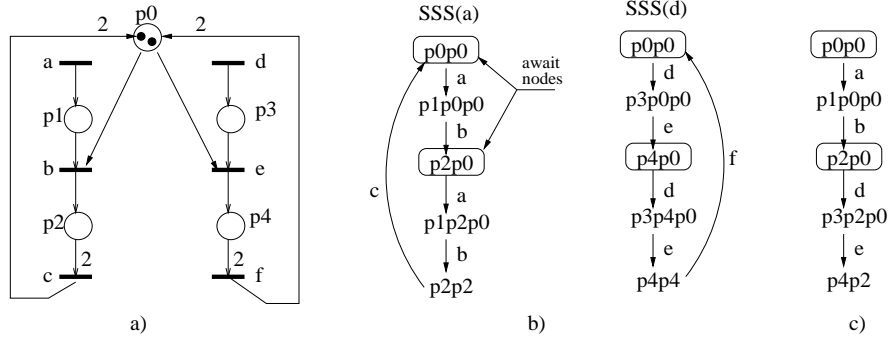 p0
2 2
a d
p1 p3
b e
p2 p4
2 2
c f
a)
SSS(a)
p0p0
await
nodes
a
p1p0p0
b
p2p0
c
a
p1p2p0
b
p2p2
b)
SSS(d)
p0p0
d
p3p0p0
e
p4p0
f
d
p3p4p0
e
p4p4
p0p0
a
p1p0p0
b
p2p0
d
p3p2p0
e
p4p2
c)